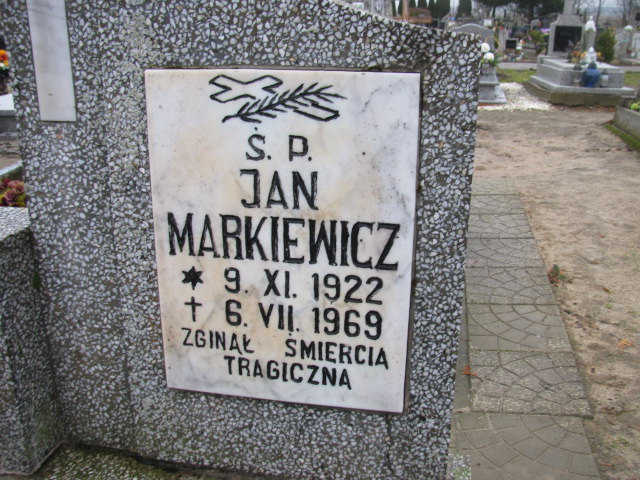 Ś. P.
JAN
MARKIEWICZ
★ 9. XI. 1922
✝ 6. VII. 1969
ZGINĄŁ ŚMIERCIĄ
TRAGICZNĄ